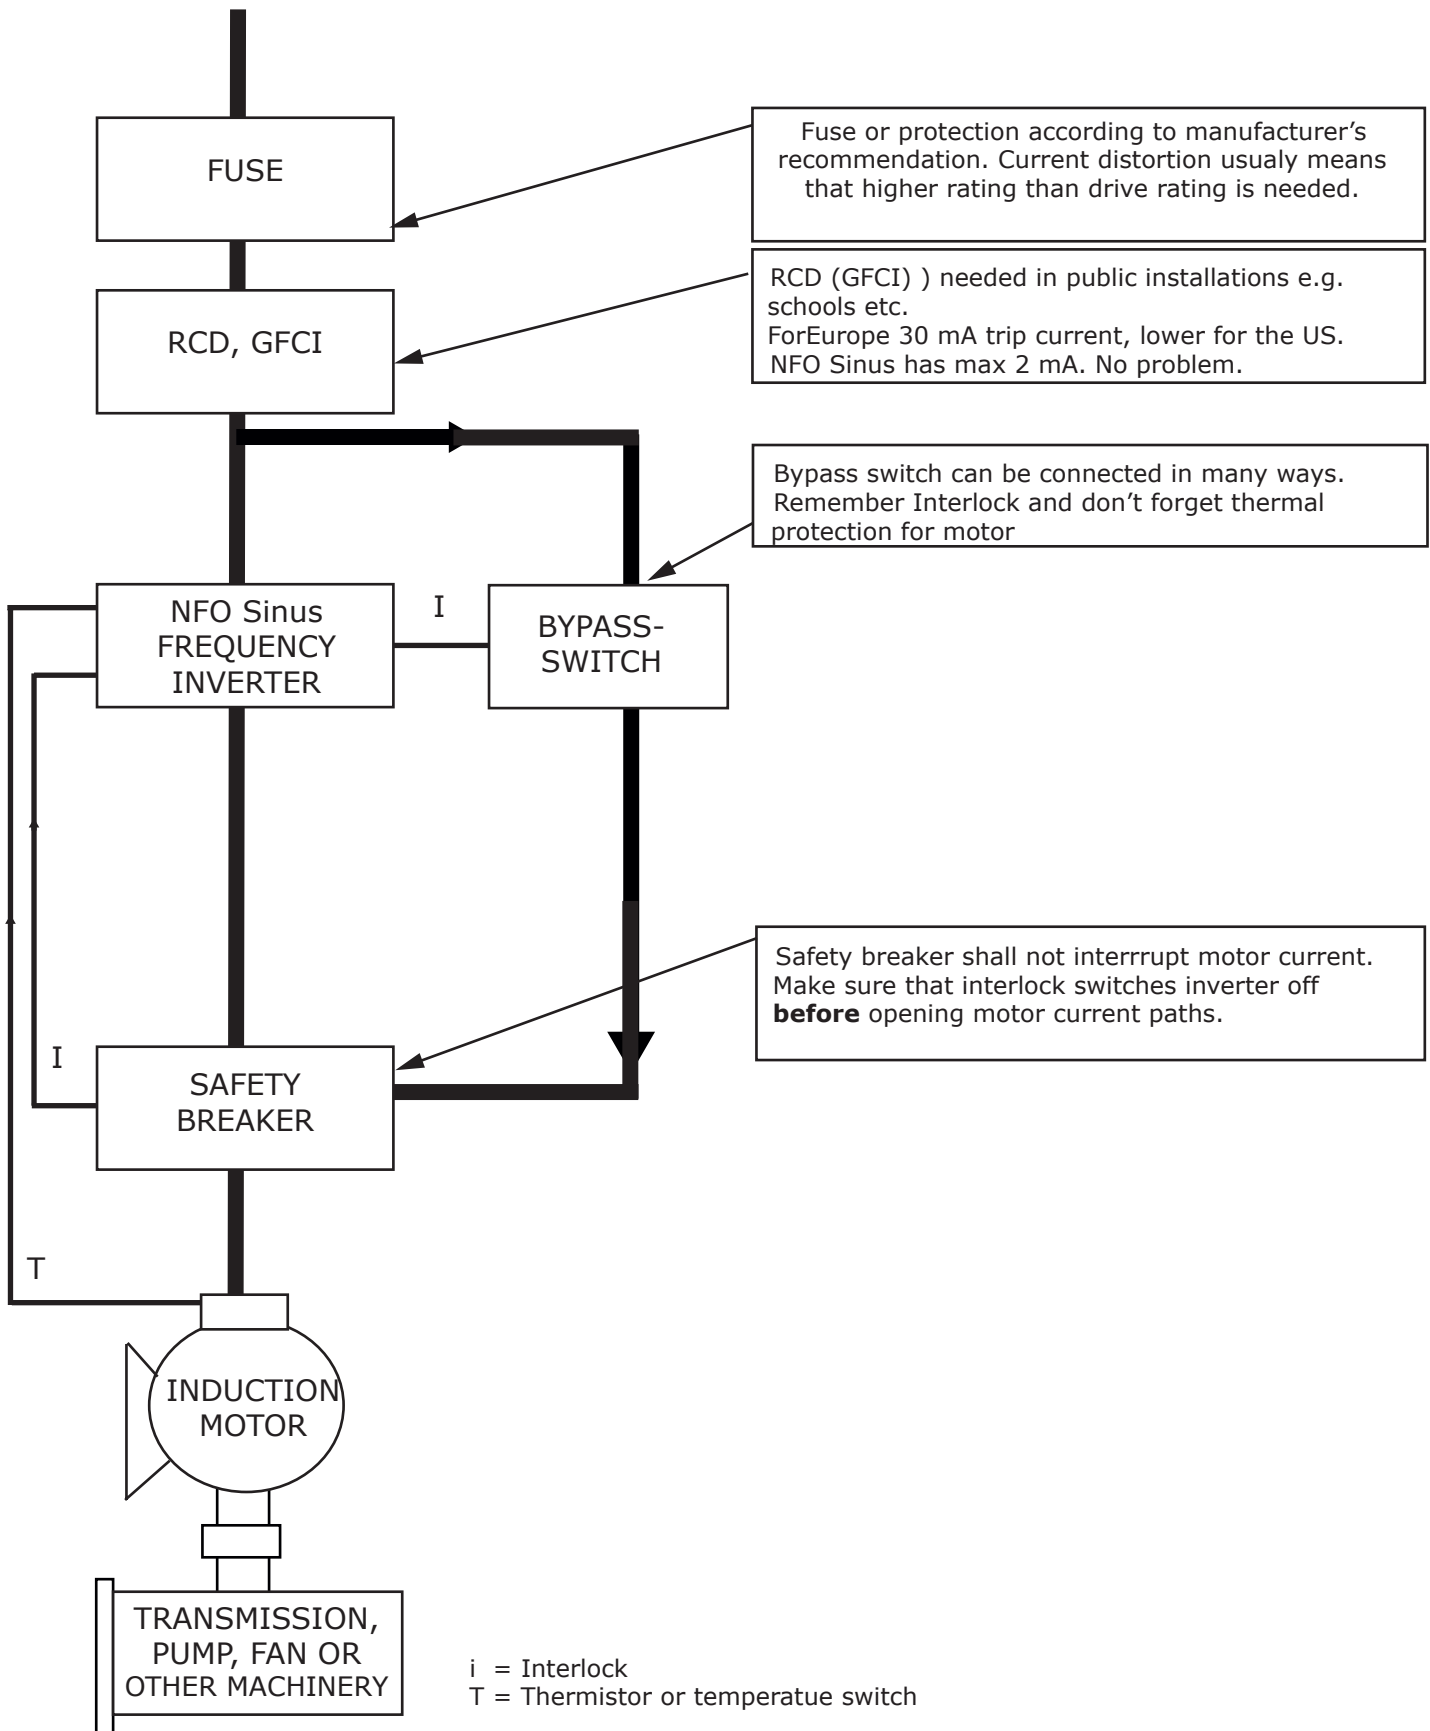 FUSE
Fuse or protection according to manufacturer’s
recommendation. Current distortion usualy means
that higher rating than drive rating is needed.
RCD, GFCI
RCD (GFCI) ) needed in public installations e.g.
schools etc.
ForEurope 30 mA trip current, lower for the US.
NFO Sinus has max 2 mA. No problem.
Bypass switch can be connected in many ways.
Remember Interlock and don’t forget thermal
protection for motor
NFO Sinus
FREQUENCY
INVERTER
I
BYPASS-
SWITCH
Safety breaker shall not interrrupt motor current.
Make sure that interlock switches inverter off
before opening motor current paths.
I
SAFETY
BREAKER
T
INDUCTION
MOTOR
TRANSMISSION,
PUMP, FAN OR
OTHER MACHINERY
i = Interlock
T = Thermistor or temperatue switch